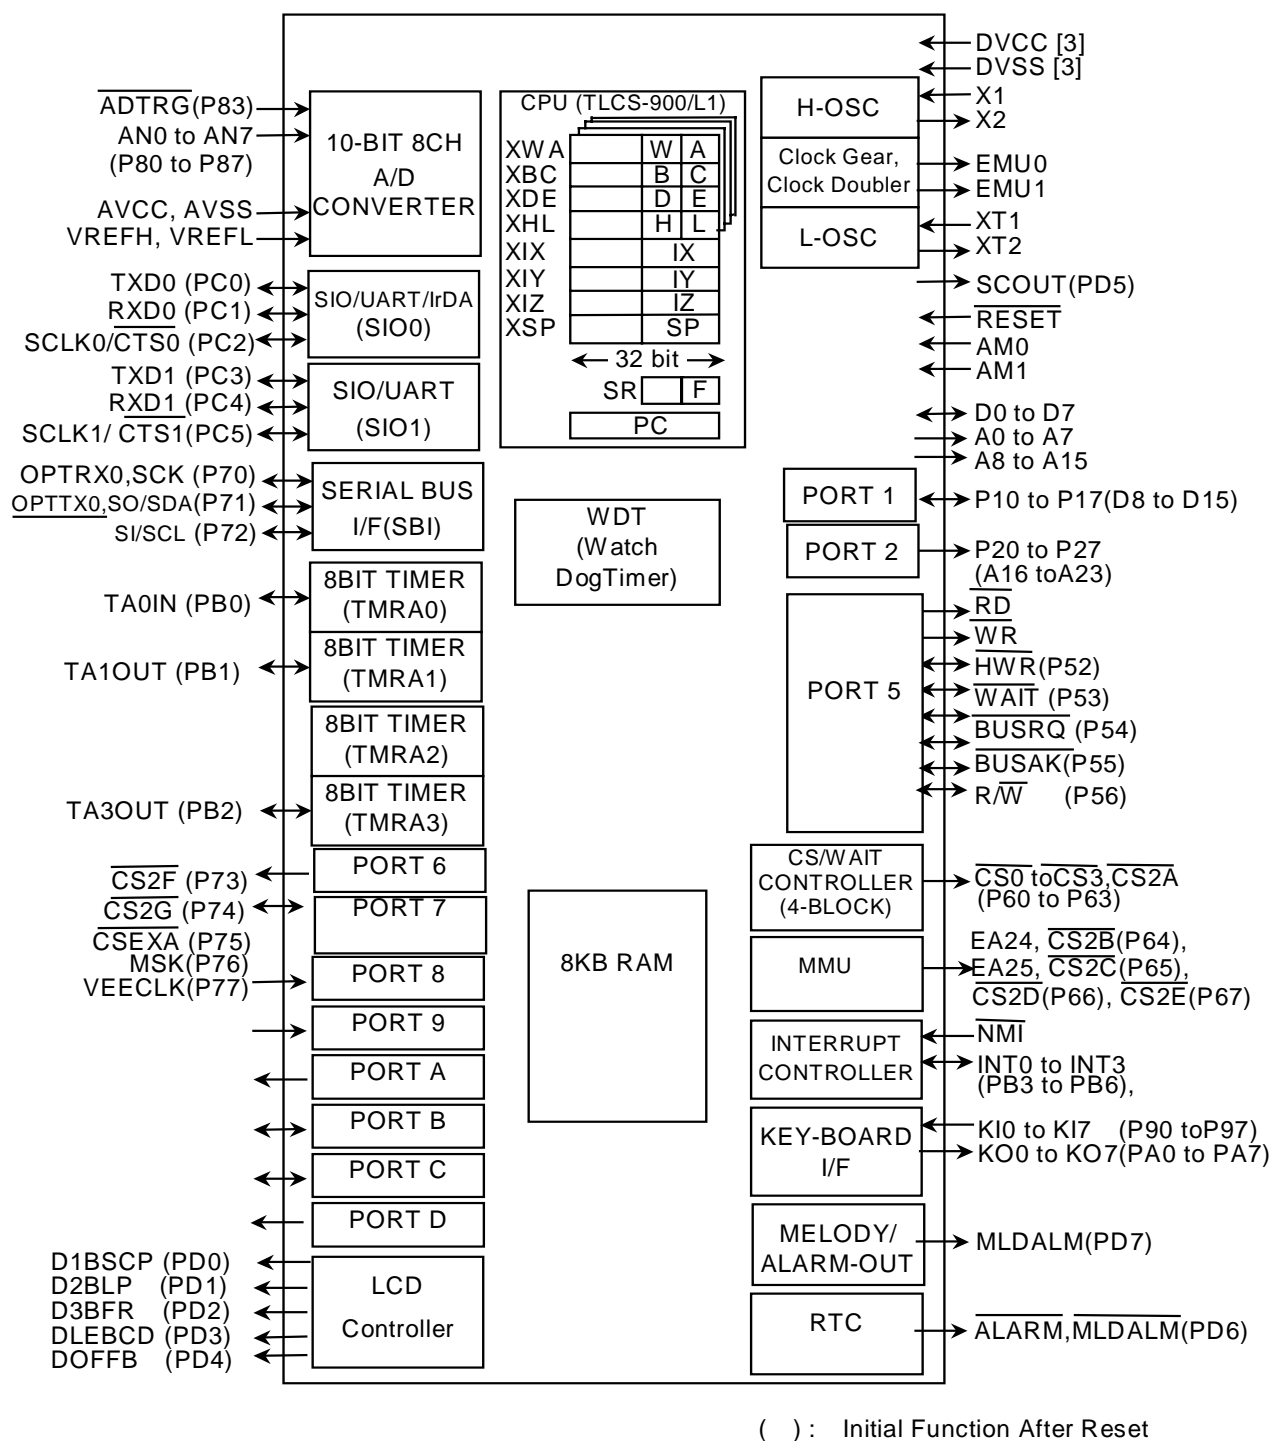 DVCC [3]
DVSS [3]
ADTRG(P83)
AN0 to AN7
(P80 to P87)
AVCC, AVSS
VREFH, VREFL
10-BIT 8CH
A/D
CONVERTER
TXD0 (PC0)
RXD0 (PC1)
SCLK0/CTS0 (PC2)
SIO/UART/IrDA
(SIO0)
TXD1 (PC3)
RXD1 (PC4)
SCLK1/ CTS1(PC5)
SIO/UART
(SIO1)
OPTRX0,SCK (P70)
OPTTX0,SO/SDA(P71)
SI/SCL (P72)
SERIAL BUS
I/F(SBI)
TA0IN (PB0)
8BIT TIMER
(TMRA0)
TA1OUT (PB1)
8BIT TIMER
(TMRA1)
8BIT TIMER
(TMRA2)
TA3OUT (PB2)
8BIT TIMER
(TMRA3)
CS2F (P73)
CS2G (P74)
CSEXA (P75)
MSK(P76)
VEECLK(P77)
PORT 6
PORT 7
PORT 8
PORT 9
PORT A
PORT B
PORT C
PORT D
D1BSCP (PD0)
D2BLP (PD1)
D3BFR (PD2)
DLEBCD (PD3)
DOFFB (PD4)
LCD
Controller
CPU (TLCS-900/L1)
XWA W A
XBC B C
XDE D E
XHL H L
XIX IX
XIY IY
XIZ IZ
XSP SP
32 bit
SR F
PC
WDT
(Watch
DogTimer)
8KB RAM
H-OSC
X1
X2
Clock Gear,
Clock Doubler
EMU0
EMU1
L-OSC
XT1
XT2
SCOUT(PD5)
RESET
AM0
AM1
D0 to D7
A0 to A7
A8 to A15
PORT 1
P10 to P17(D8 to D15)
PORT 2
P20 to P27
(A16 toA23)
PORT 5
RD
WR
HWR(P52)
WAIT (P53)
BUSRQ (P54)
BUSAK(P55)
R/W (P56)
CS/WAIT
CONTROLLER
(4-BLOCK)
CS0 toCS3,CS2A
(P60 to P63)
MMU
EA24, CS2B(P64),
EA25, CS2C(P65),
CS2D(P66), CS2E(P67)
INTERRUPT
CONTROLLER
NMI
INT0 to INT3
(PB3 to PB6),
KEY-BOARD
I/F
KI0 to KI7 (P90 toP97)
KO0 to KO7(PA0 to PA7)
MELODY/
ALARM-OUT
MLDALM(PD7)
RTC
ALARM,MLDALM(PD6)
( ) : Initial Function After Reset